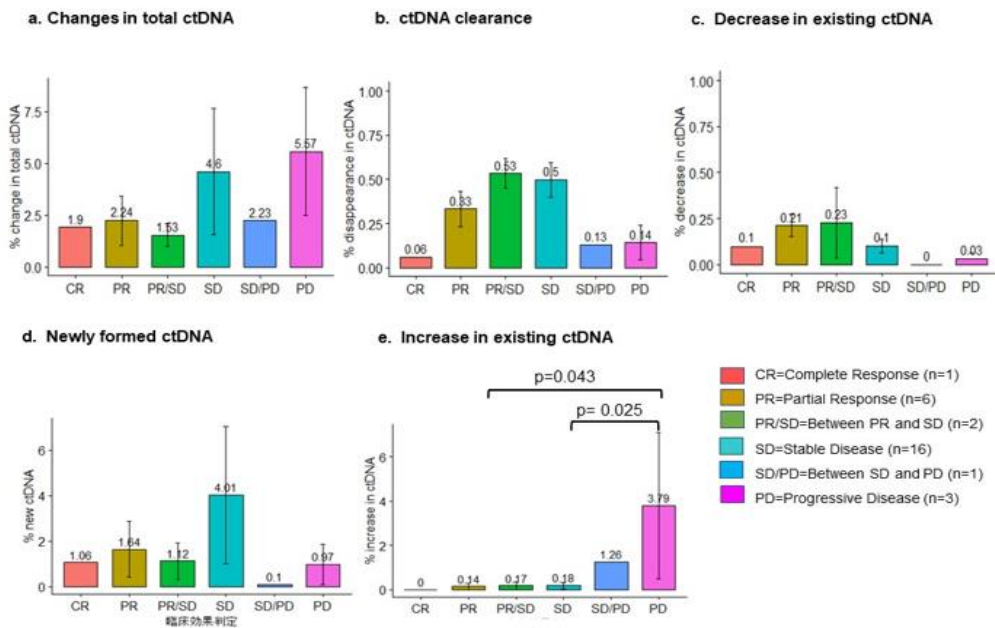 a. Changes in total ctDNA
% change in total ctDNA
7.5
5.0
2.5
0.0
1.9
2.24
1.53
4.6
2.23
5.57
CR PR PR/SD SD SD/PD PD
b. ctDNA clearance
% disappearance in ctDNA
1.00
0.75
0.50
0.25
0.00
0.06
0.33
0.53
0.5
0.13
0.14
CR PR PR/SD SD SD/PD PD
c. Decrease in existing ctDNA
% decrease in ctDNA
1.00
0.75
0.50
0.25
0.00
0.1
0.21
0.23
0.1
0
0.03
CR PR PR/SD SD SD/PD PD
d. Newly formed ctDNA
% new ctDNA
6
4
2
0
1.06
1.64
1.12
4.01
0.1
0.97
CR PR PR/SD SD SD/PD PD
臨床効果判定
e. Increase in existing ctDNA
p=0.043
p= 0.025
% increase in ctDNA
6
4
2
0
0
0.14
0.17
0.18
1.26
3.79
CR PR PR/SD SD SD/PD PD
CR=Complete Response (n=1)
PR=Partial Response (n=6)
PR/SD=Between PR and SD (n=2)
SD=Stable Disease (n=16)
SD/PD=Between SD and PD (n=1)
PD=Progressive Disease (n=3)